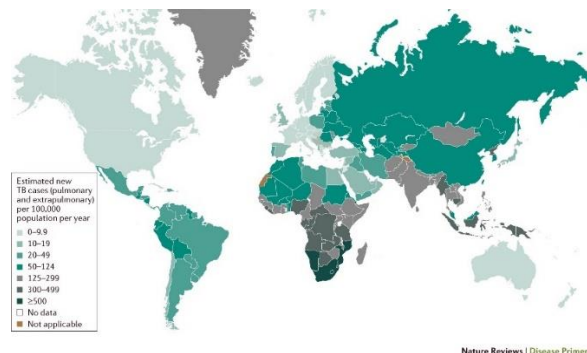 Estimated new
TB cases (pulmonary
and extrapulmonary)
per 100,000
population per year
0–9.9
10–19
20–49
50–124
125–299
300–499
≥500
No data
Not applicable
Nature Reviews | Disease Primers